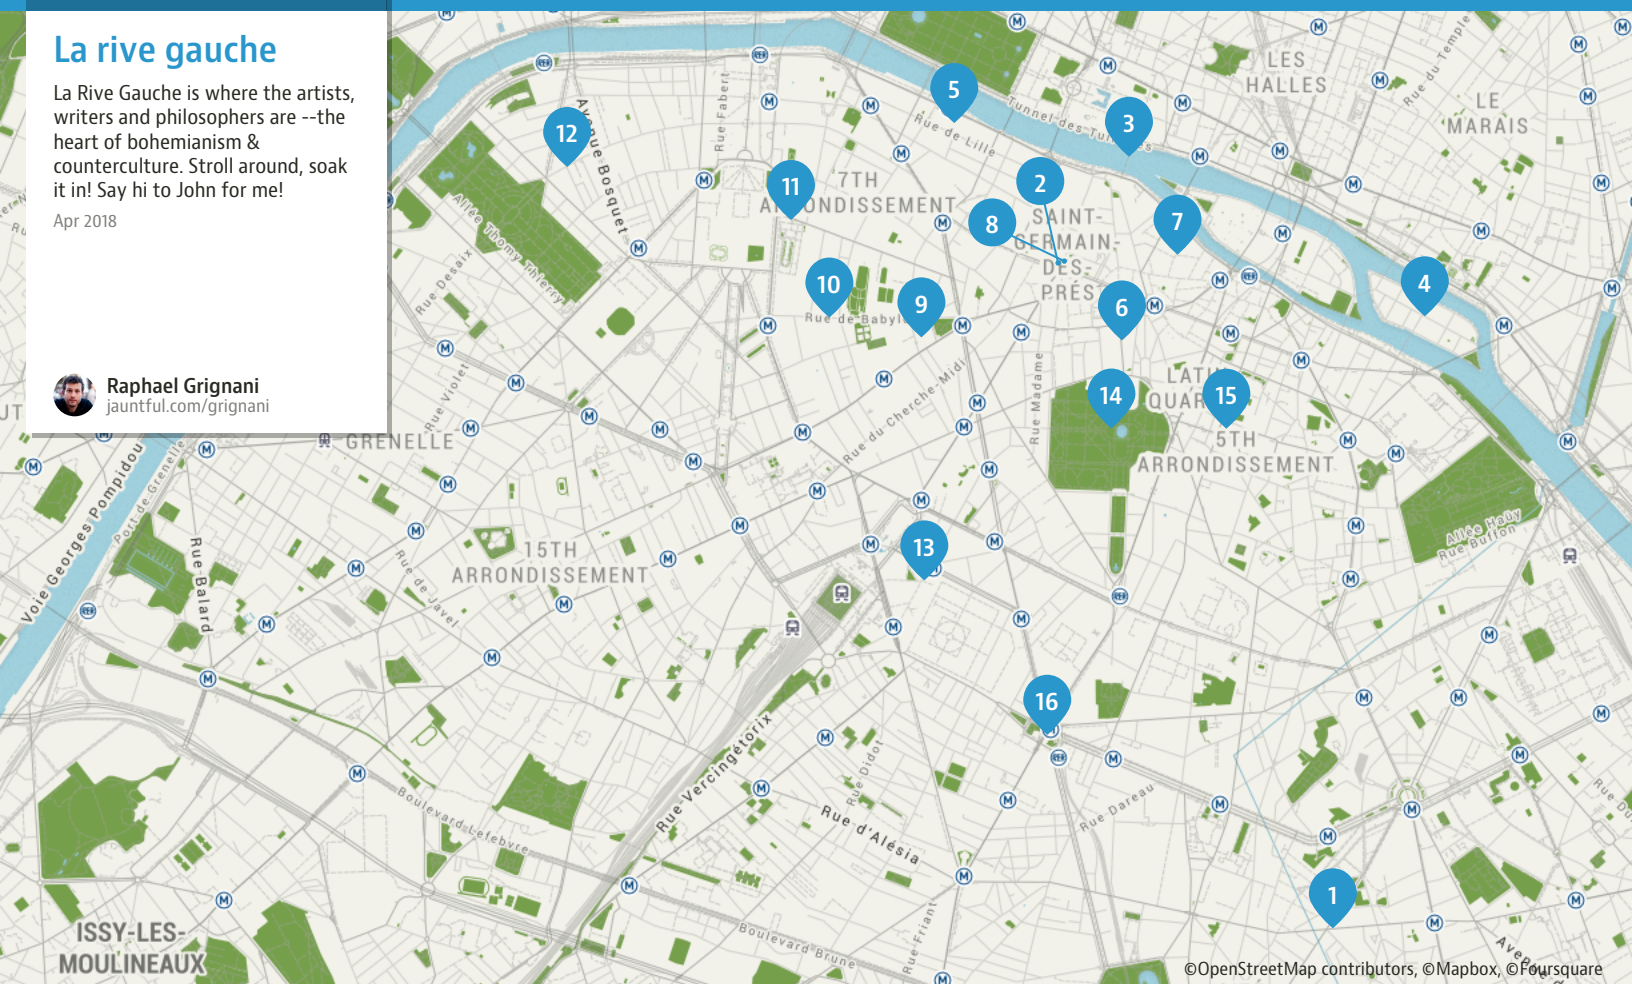 La rive gauche
La Rive Gauche is where the artists,
writers and philosophers are --the
heart of bohemianism &
counterculture. Stroll around, soak
it in! Say hi to John for me!
Apr 2018
Raphael Grignani
jauntful.com/grignani
LES
HALLES
Rue du Temple
LE
MARAIS
5
3
12
Avenue Bosquet
Rue Fabert
Rue de Lille
2
11
7TH
8
SAINT-
GERMAIN-
DES-
PRÉS
7
Allée Thomy Thierry
Rue Desaix
10
9
6
4
Rue de
Rue Violet
Rue Madame
Rue du Cherche-Midi
14
15
5TH
ARRONDISSEMENT
GRENELLE
Voie Georges Pompidou
Port de Grenelle
Rue Balard
15TH
ARRONDISSEMENT
Rue de Javel
13
Allée Haüy
Rue Buffon
16
Rue Vercingétorix
Rue Didot
Rue d'Alésia
Rue Dareau
Boulevard Lefebvre
1
ISSY-LES-
MOULINEAUX
Boulevard Brune
Rue Friant
©OpenStreetMap contributors, ©Mapbox, ©Foursquare